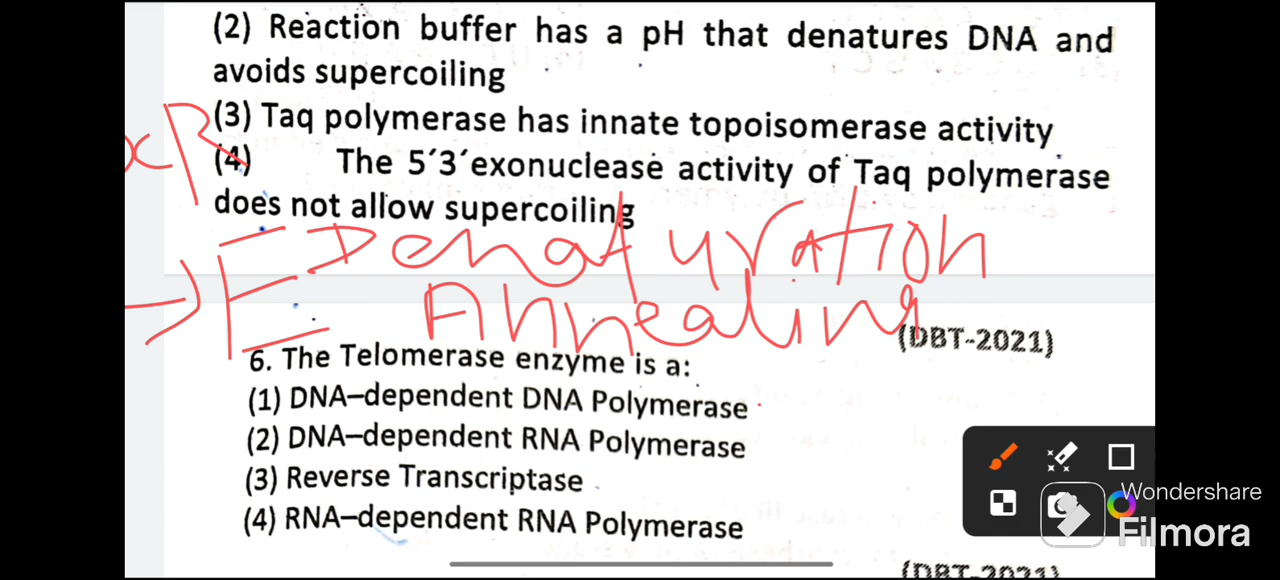 (2) Reaction buffer has a pH that denatures DNA and
avoids supercoiling
(3) Taq polymerase has innate topoisomerase activity
(4) The 5´3´exonuclease activity of Taq polymerase
does not allow supercoiling
Denaturation
Annealing
(DBT-2021)
6. The Telomerase enzyme is a:
(1) DNA–dependent DNA Polymerase
(2) DNA–dependent RNA Polymerase
(3) Reverse Transcriptase
(4) RNA–dependent RNA Polymerase
Wondershare
Filmora
(DBT-2021)